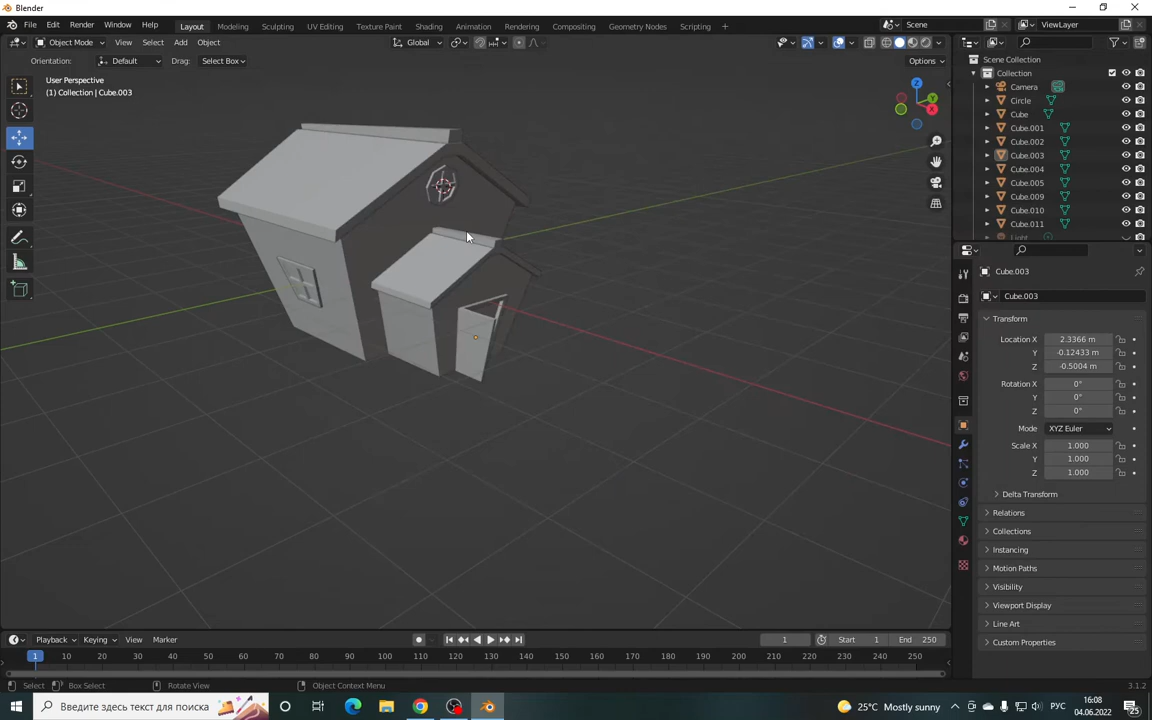 Blender
File Edit Render Window Help Layout Modeling Sculpting UV Editing Texture Paint Shading Animation Rendering Compositing Geometry Nodes Scripting + Scene ViewLayer
Object Mode View Select Add Object Global
Orientation: Default Drag: Select Box Options
User Perspective
(1) Collection | Cube.003
Z
Y
X
Scene Collection
Collection
Camera
Circle
Cube
Cube.001
Cube.002
Cube.003
Cube.004
Cube.005
Cube.009
Cube.010
Cube.011
Light
Cube.003
Cube.003
Transform
Location X 2.3366 m
Y -0.12433 m
Z -0.5004 m
Rotation X 0°
Y 0°
Z 0°
Mode XYZ Euler
Scale X 1.000
Y 1.000
Z 1.000
Delta Transform
Relations
Collections
Instancing
Motion Paths
Visibility
Viewport Display
Line Art
Custom Properties
Playback Keying View Marker 1 Start 1 End 250
1 10 20 30 40 50 60 70 80 90 100 110 120 130 140 150 160 170 180 190 200 210 220 230 240 250
Select Box Select Rotate View Object Context Menu 3.1.2
Введите здесь текст для поиска 25°C Mostly sunny РУС 16:08
04.06.2022 25